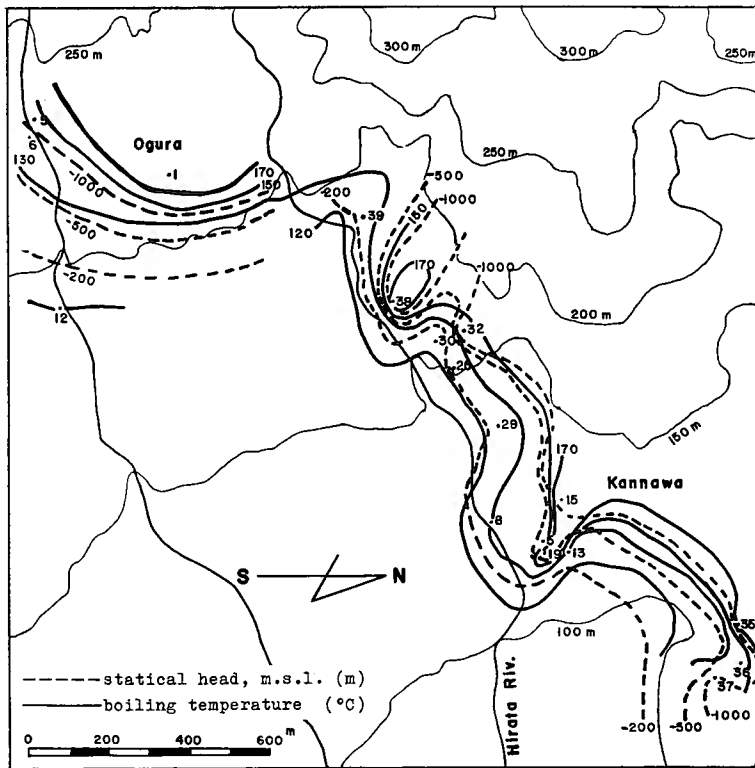 250 m
300 m
300 m
250 m
5
6
Ogura
1
130
-1000
170
150
-500
-200
12
250 m
-500
-1000
150
-200
39
120
170
38
-1000
200 m
32
30
26
29
150 m
170
Kannawa
15
8
5
19
13
S
N
100 m
35
36
37
-200
-500
-1000
Hirata Riv.
-----statical head, m.s.l. (m)
boiling temperature (°C)
0 200 400 600 m